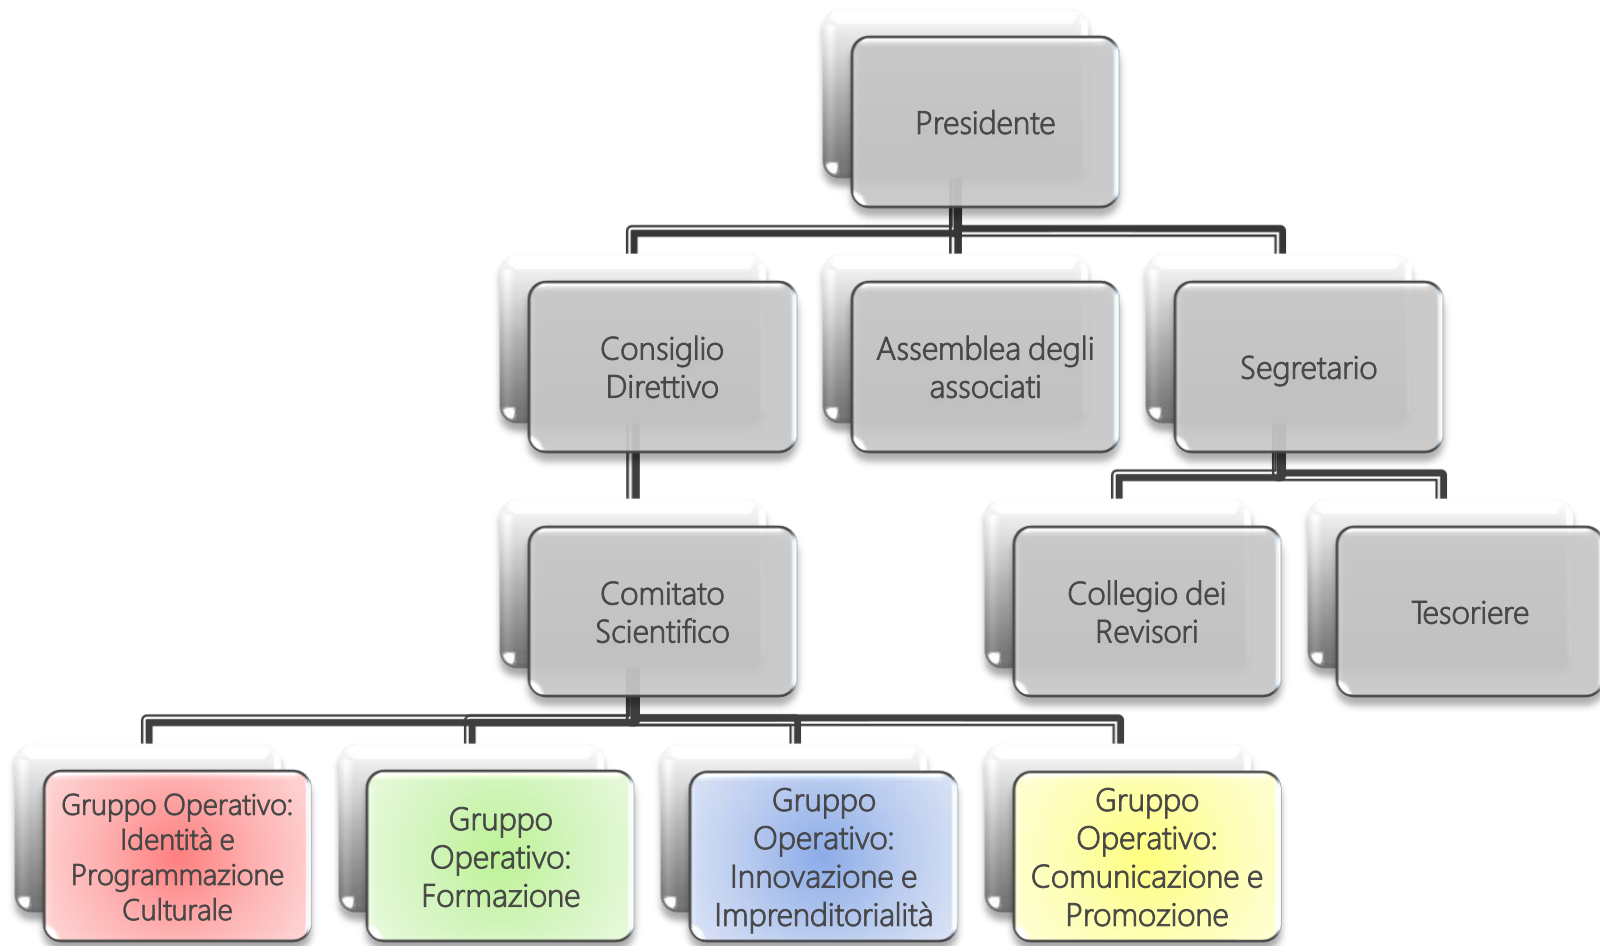 Presidente
Consiglio
Direttivo
Assemblea degli
associati
Segretario
Comitato
Scientifico
Collegio dei
Revisori
Tesoriere
Gruppo Operativo:
Identità e
Programmazione
Culturale
Gruppo
Operativo:
Formazione
Gruppo
Operativo:
Innovazione e
Imprenditorialità
Gruppo
Operativo:
Comunicazione e
Promozione